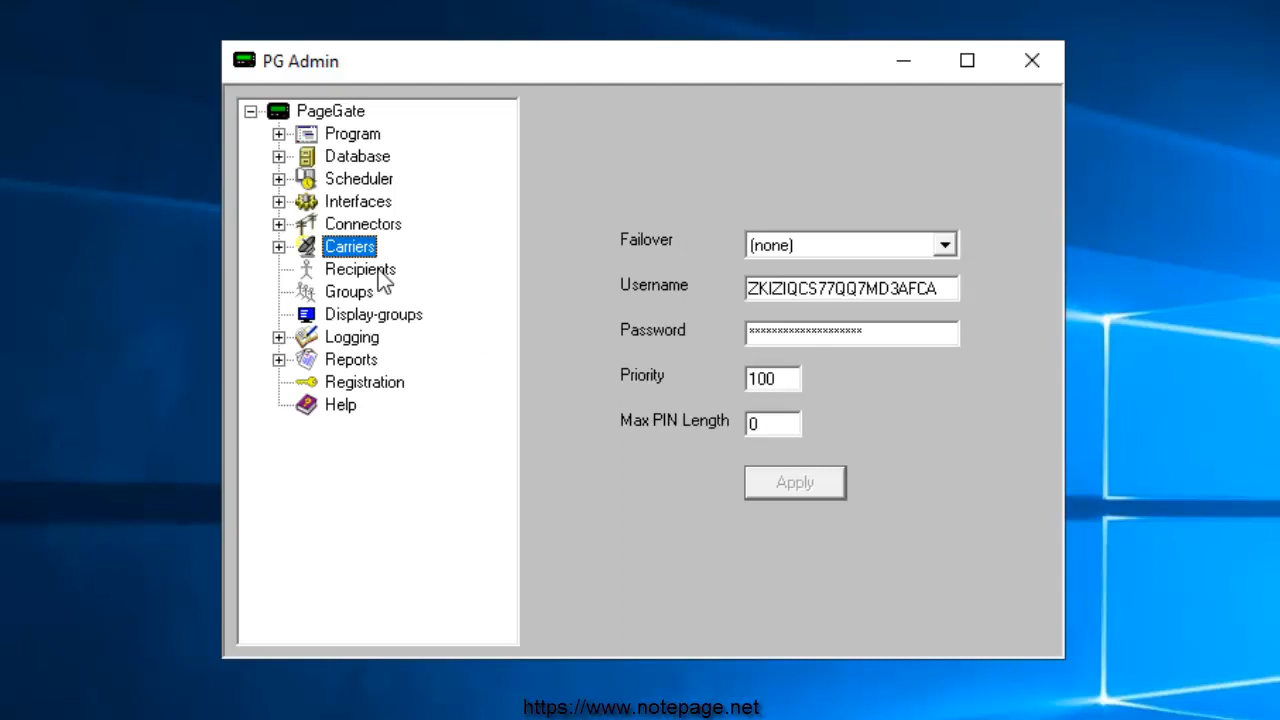 PG Admin
PageGate
Program
Database
Scheduler
Interfaces
Connectors
Carriers
Recipients
Groups
Display-groups
Logging
Reports
Registration
Help
Failover
(none)
Username
ZKIZIQCS77QQ7MD3AFCA
Password
********************
Priority
100
Max PIN Length
0
Apply
https://www.notepage.net